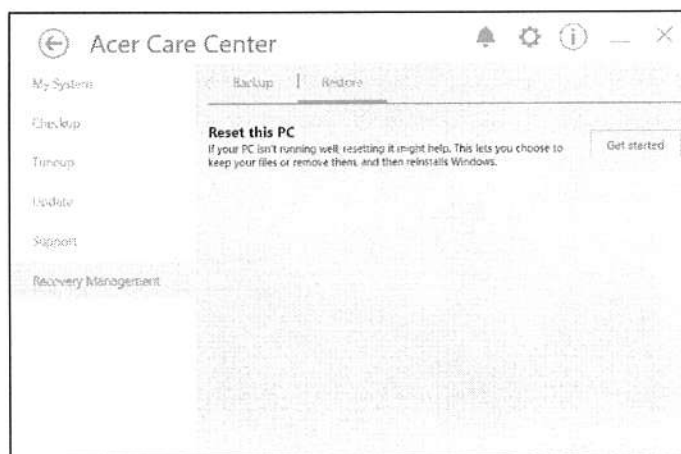 Acer Care Center
My System
Checkup
Tuneup
Update
Support
Recovery Management
Backup
Restore
Reset this PC
If your PC isn't running well, resetting it might help. This lets you choose to
keep your files or remove them, and then reinstalls Windows.
Get started